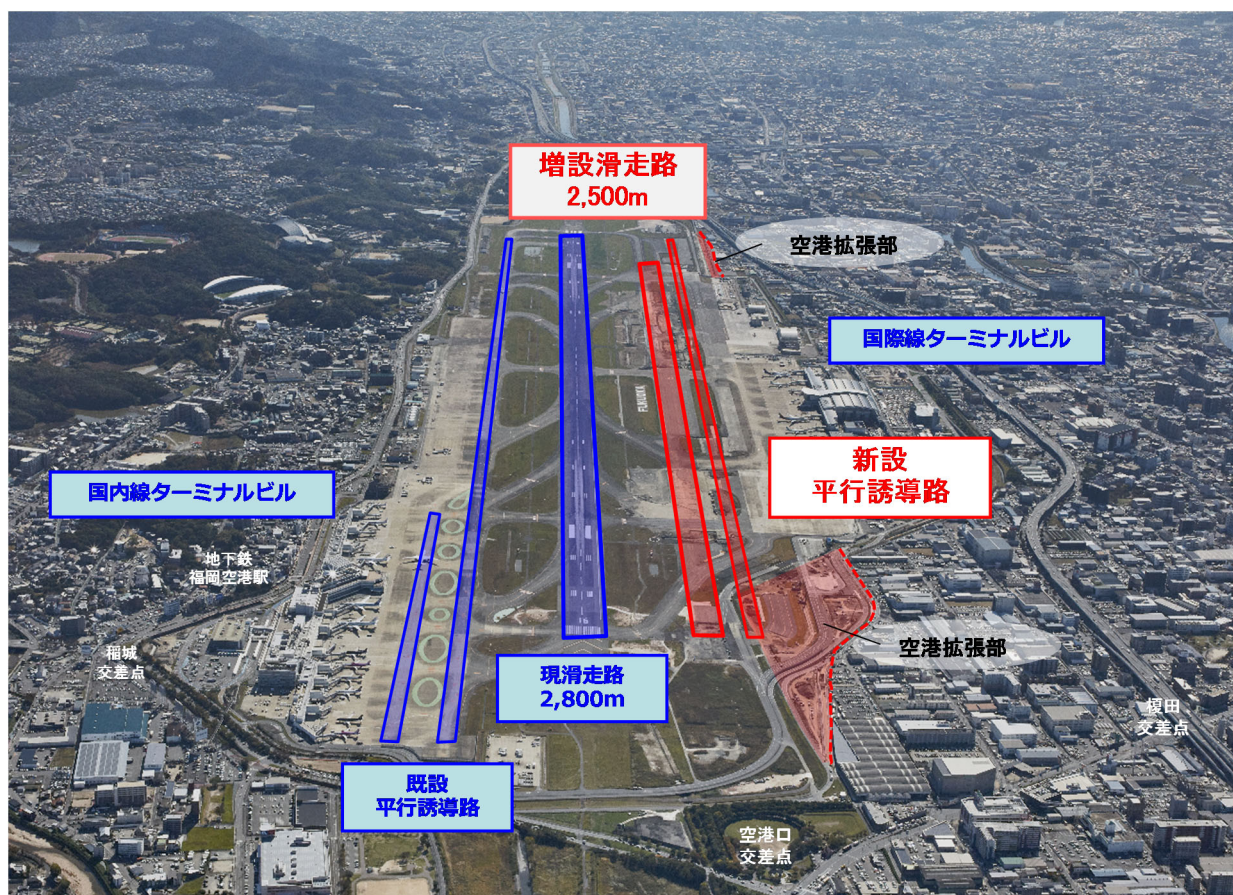 増設滑走路
2,500m
空港拡張部
国際線ターミナルビル
FUKUOKA
新設
平行誘導路
国内線ターミナルビル
地下鉄
福岡空港駅
稲城
交差点
現滑走路
2,800m
空港拡張部
榎田
交差点
既設
平行誘導路
空港口
交差点